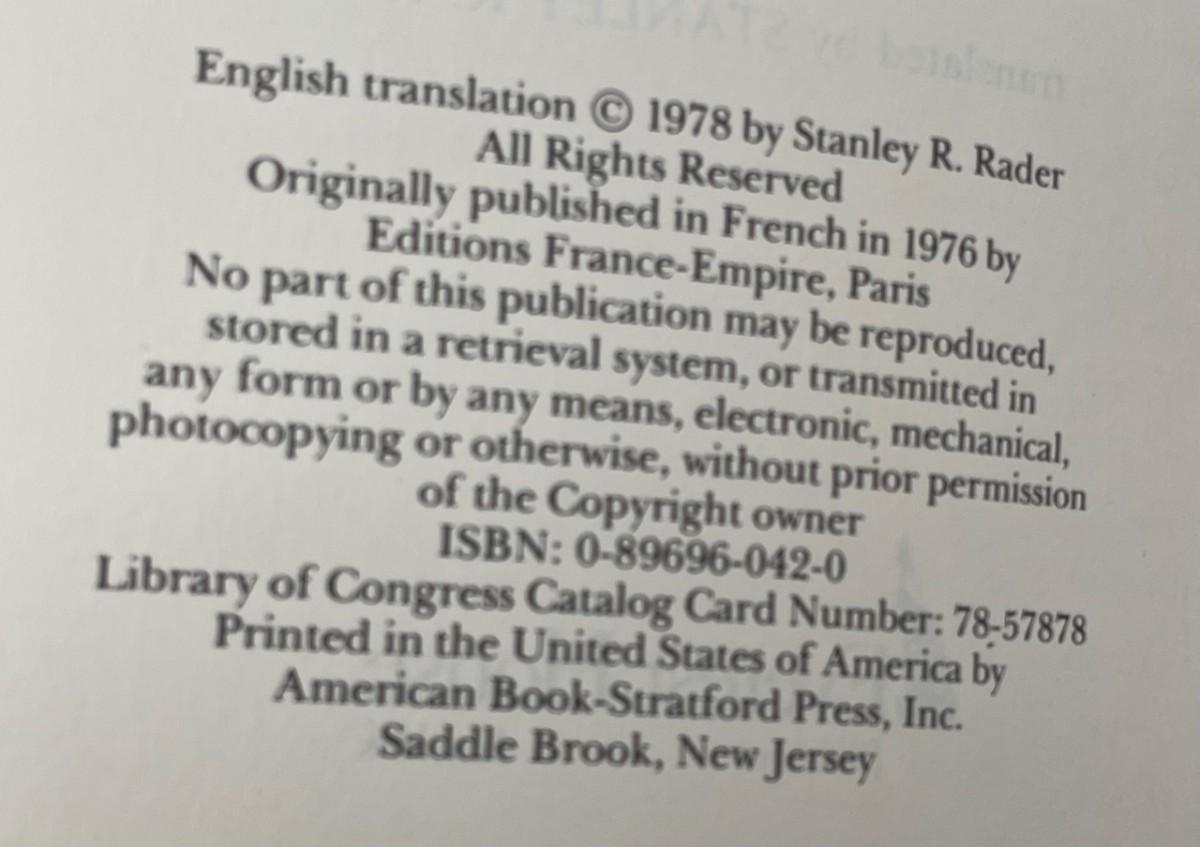 English translation © 1978 by Stanley R. Rader
All Rights Reserved
Originally published in French in 1976 by
Editions France-Empire, Paris
No part of this publication may be reproduced,
stored in a retrieval system, or transmitted in
any form or by any means, electronic, mechanical,
photocopying or otherwise, without prior permission
of the Copyright owner
ISBN: 0-89696-042-0
Library of Congress Catalog Card Number: 78-57878
Printed in the United States of America by
American Book-Stratford Press, Inc.
Saddle Brook, New Jersey